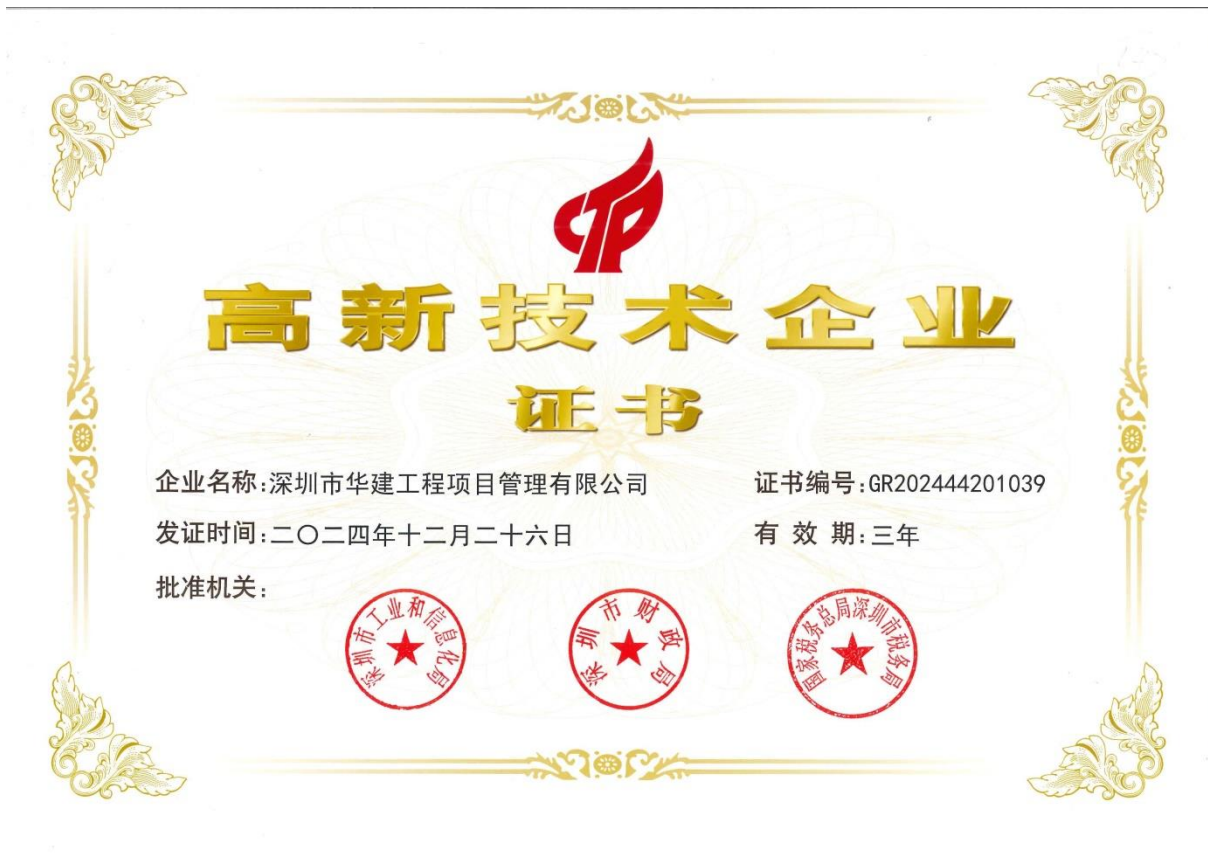 高新技术企业
证书
企业名称:深圳市华建工程项目管理有限公司
证书编号:GR202444201039
发证时间:二〇二四年十二月二十六日
有 效 期:三年
批准机关:
深圳市工业和信息化局
深圳市财政局
国家税务总局深圳市税务局